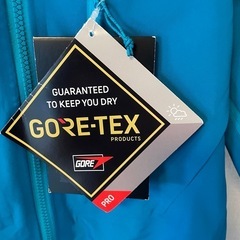 GUARANTEED
TO KEEP YOU DRY
GORE-TEX
PRODUCTS
GORE
PRO